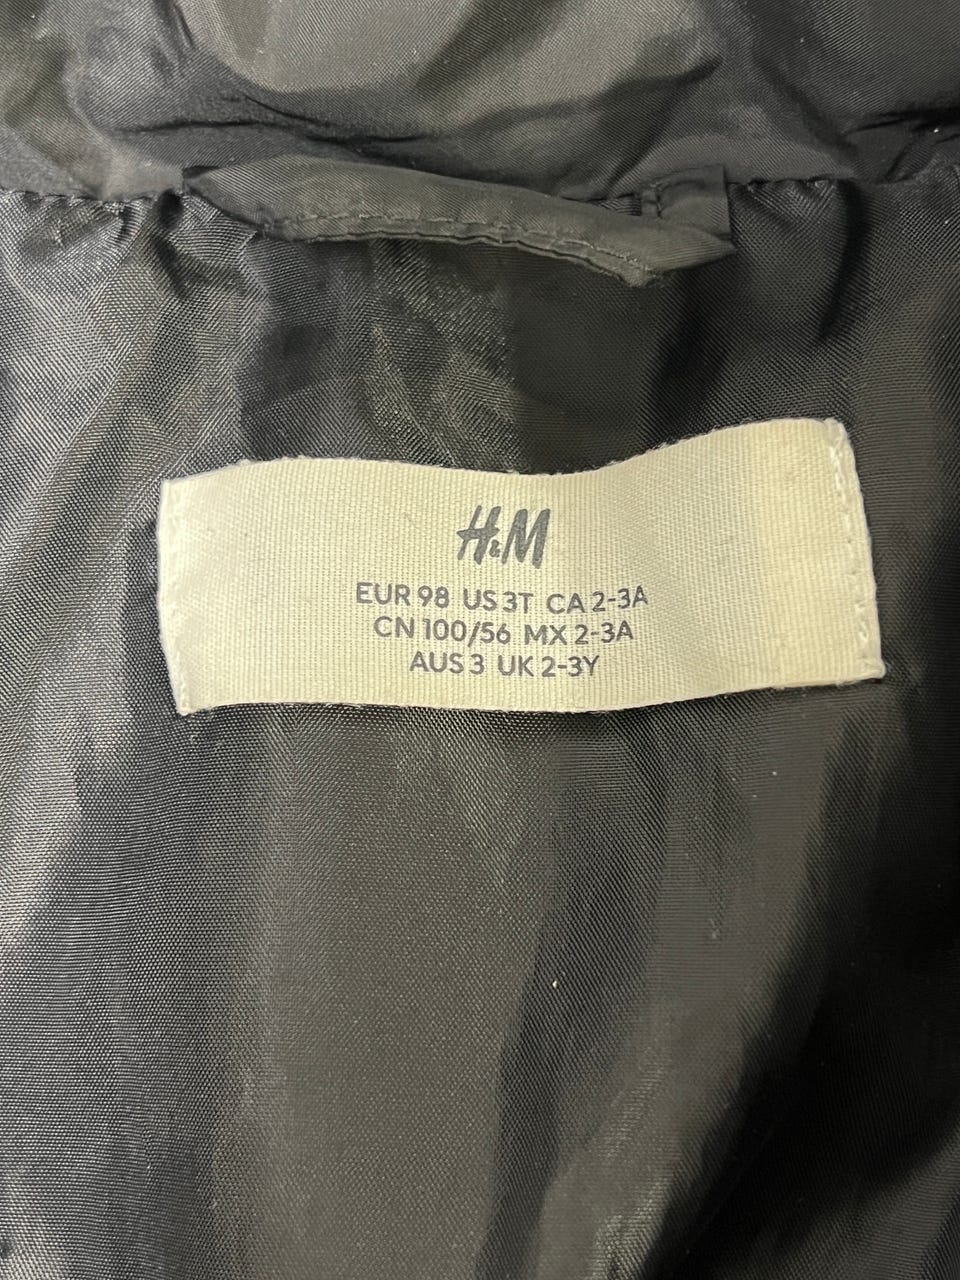 H&M
EUR 98 US 3T CA 2-3A
CN 100/56 MX 2-3A
AUS 3 UK 2-3Y